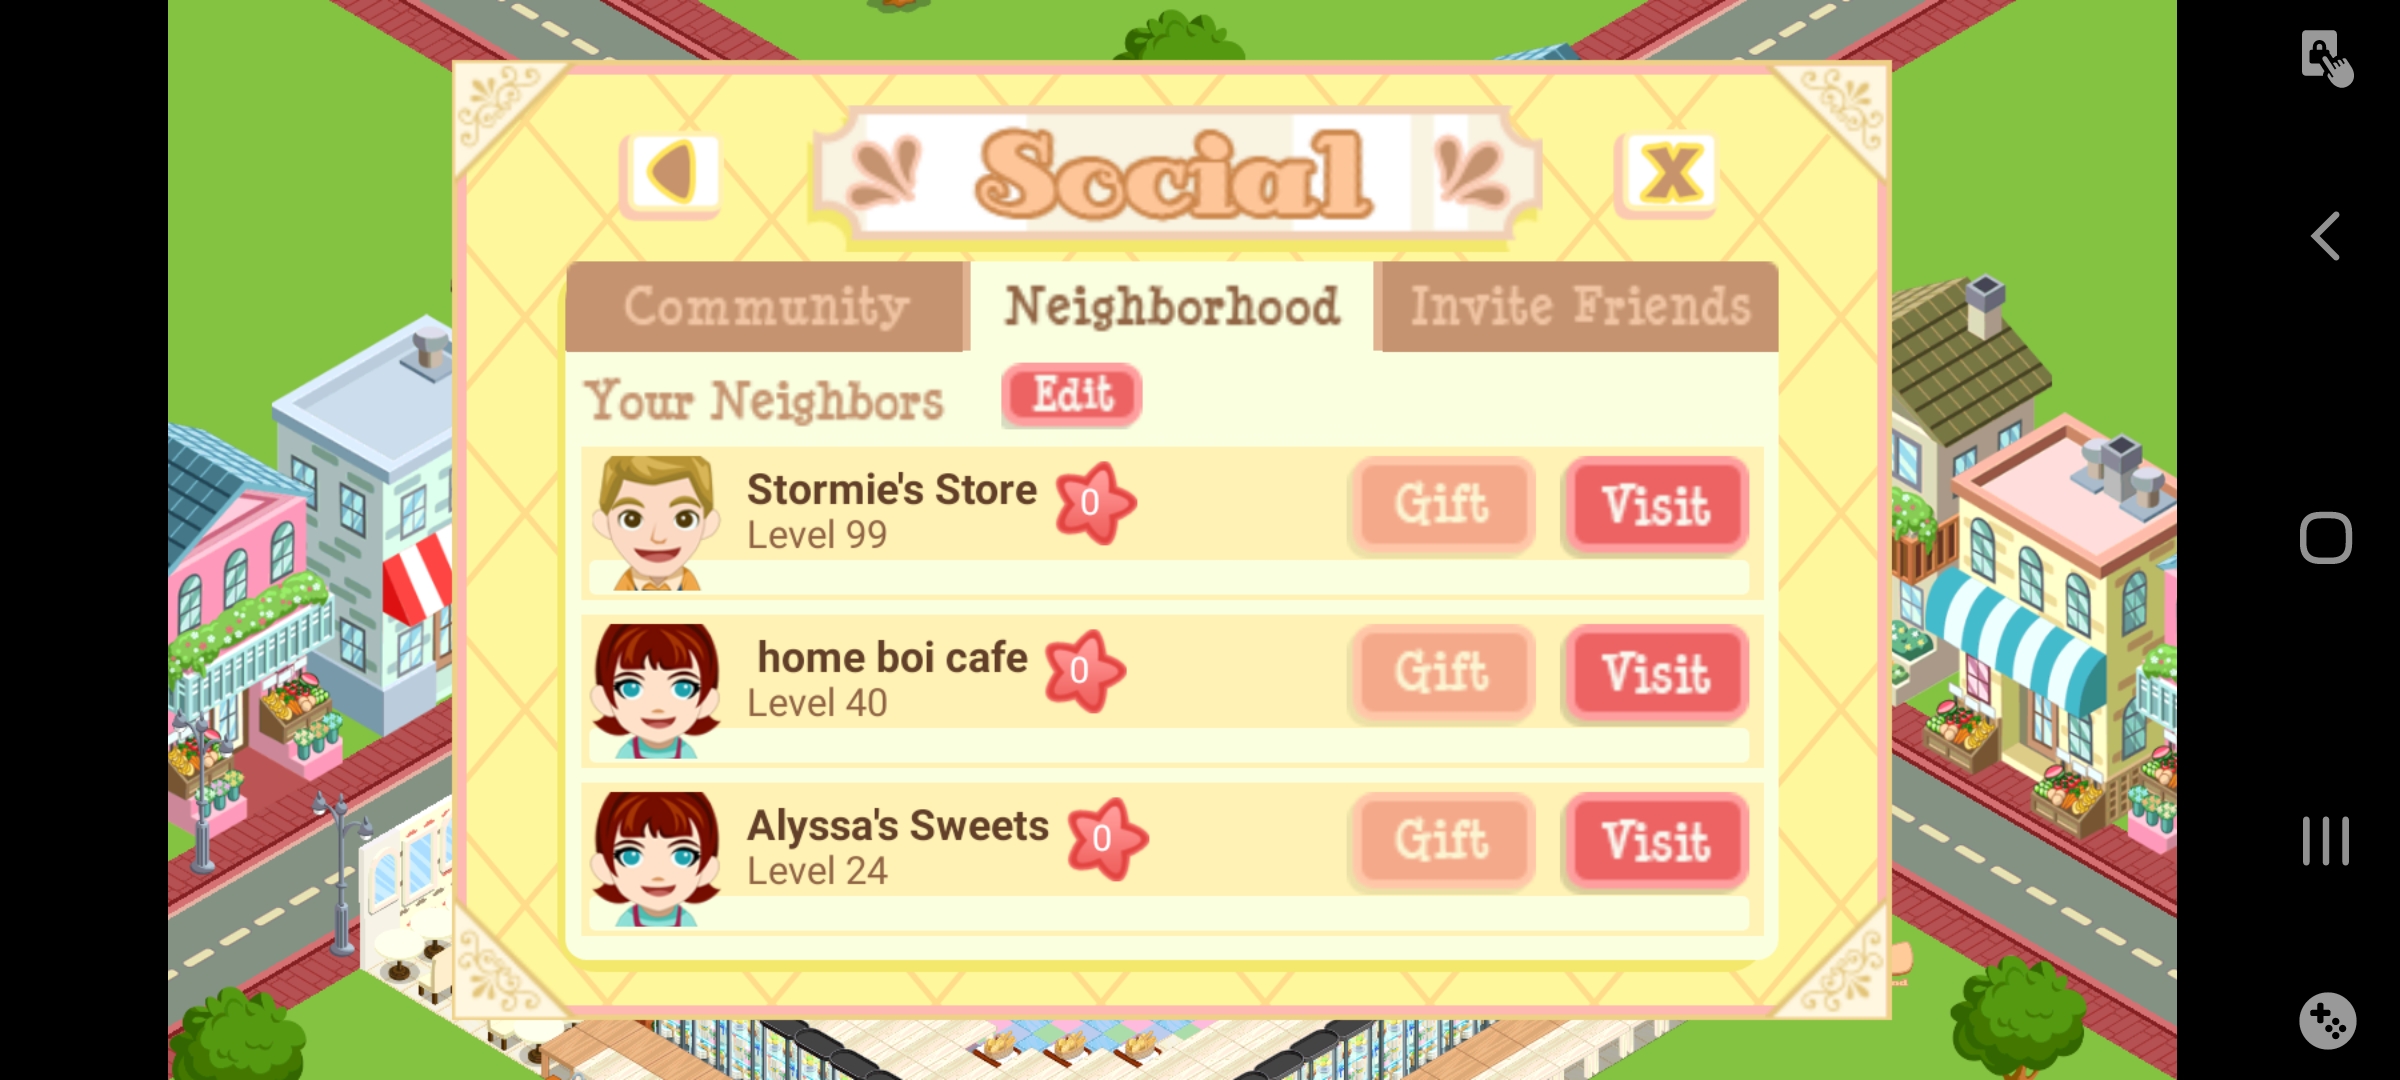 Social
Community
Neighborhood
Invite Friends
Your Neighbors
Edit
Stormie's Store
0
Level 99
Gift
Visit
home boi cafe
0
Level 40
Gift
Visit
Alyssa's Sweets
0
Level 24
Gift
Visit